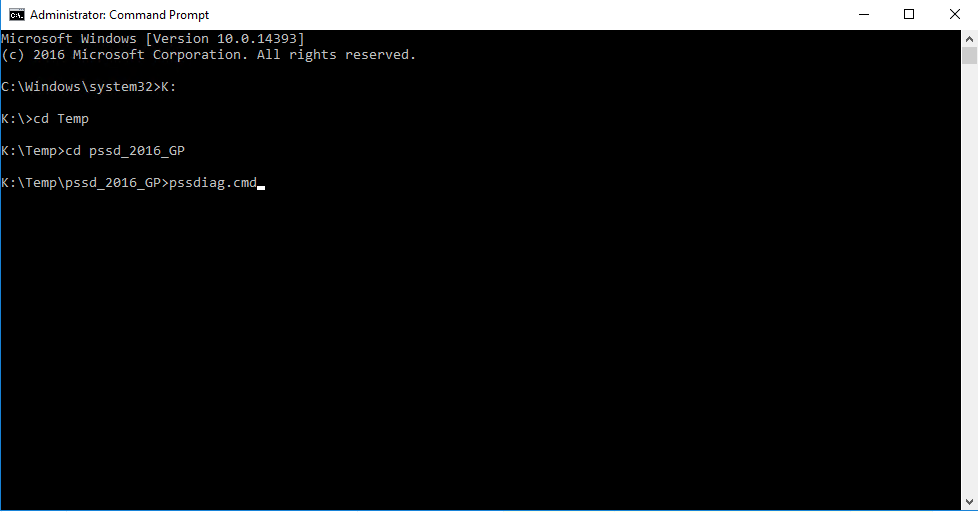 Administrator: Command Prompt
Microsoft Windows [Version 10.0.14393]
(c) 2016 Microsoft Corporation. All rights reserved.
C:\Windows\system32>K:
K:\>cd Temp
K:\Temp>cd pssd_2016_GP
K:\Temp\pssd_2016_GP>pssdiag.cmd